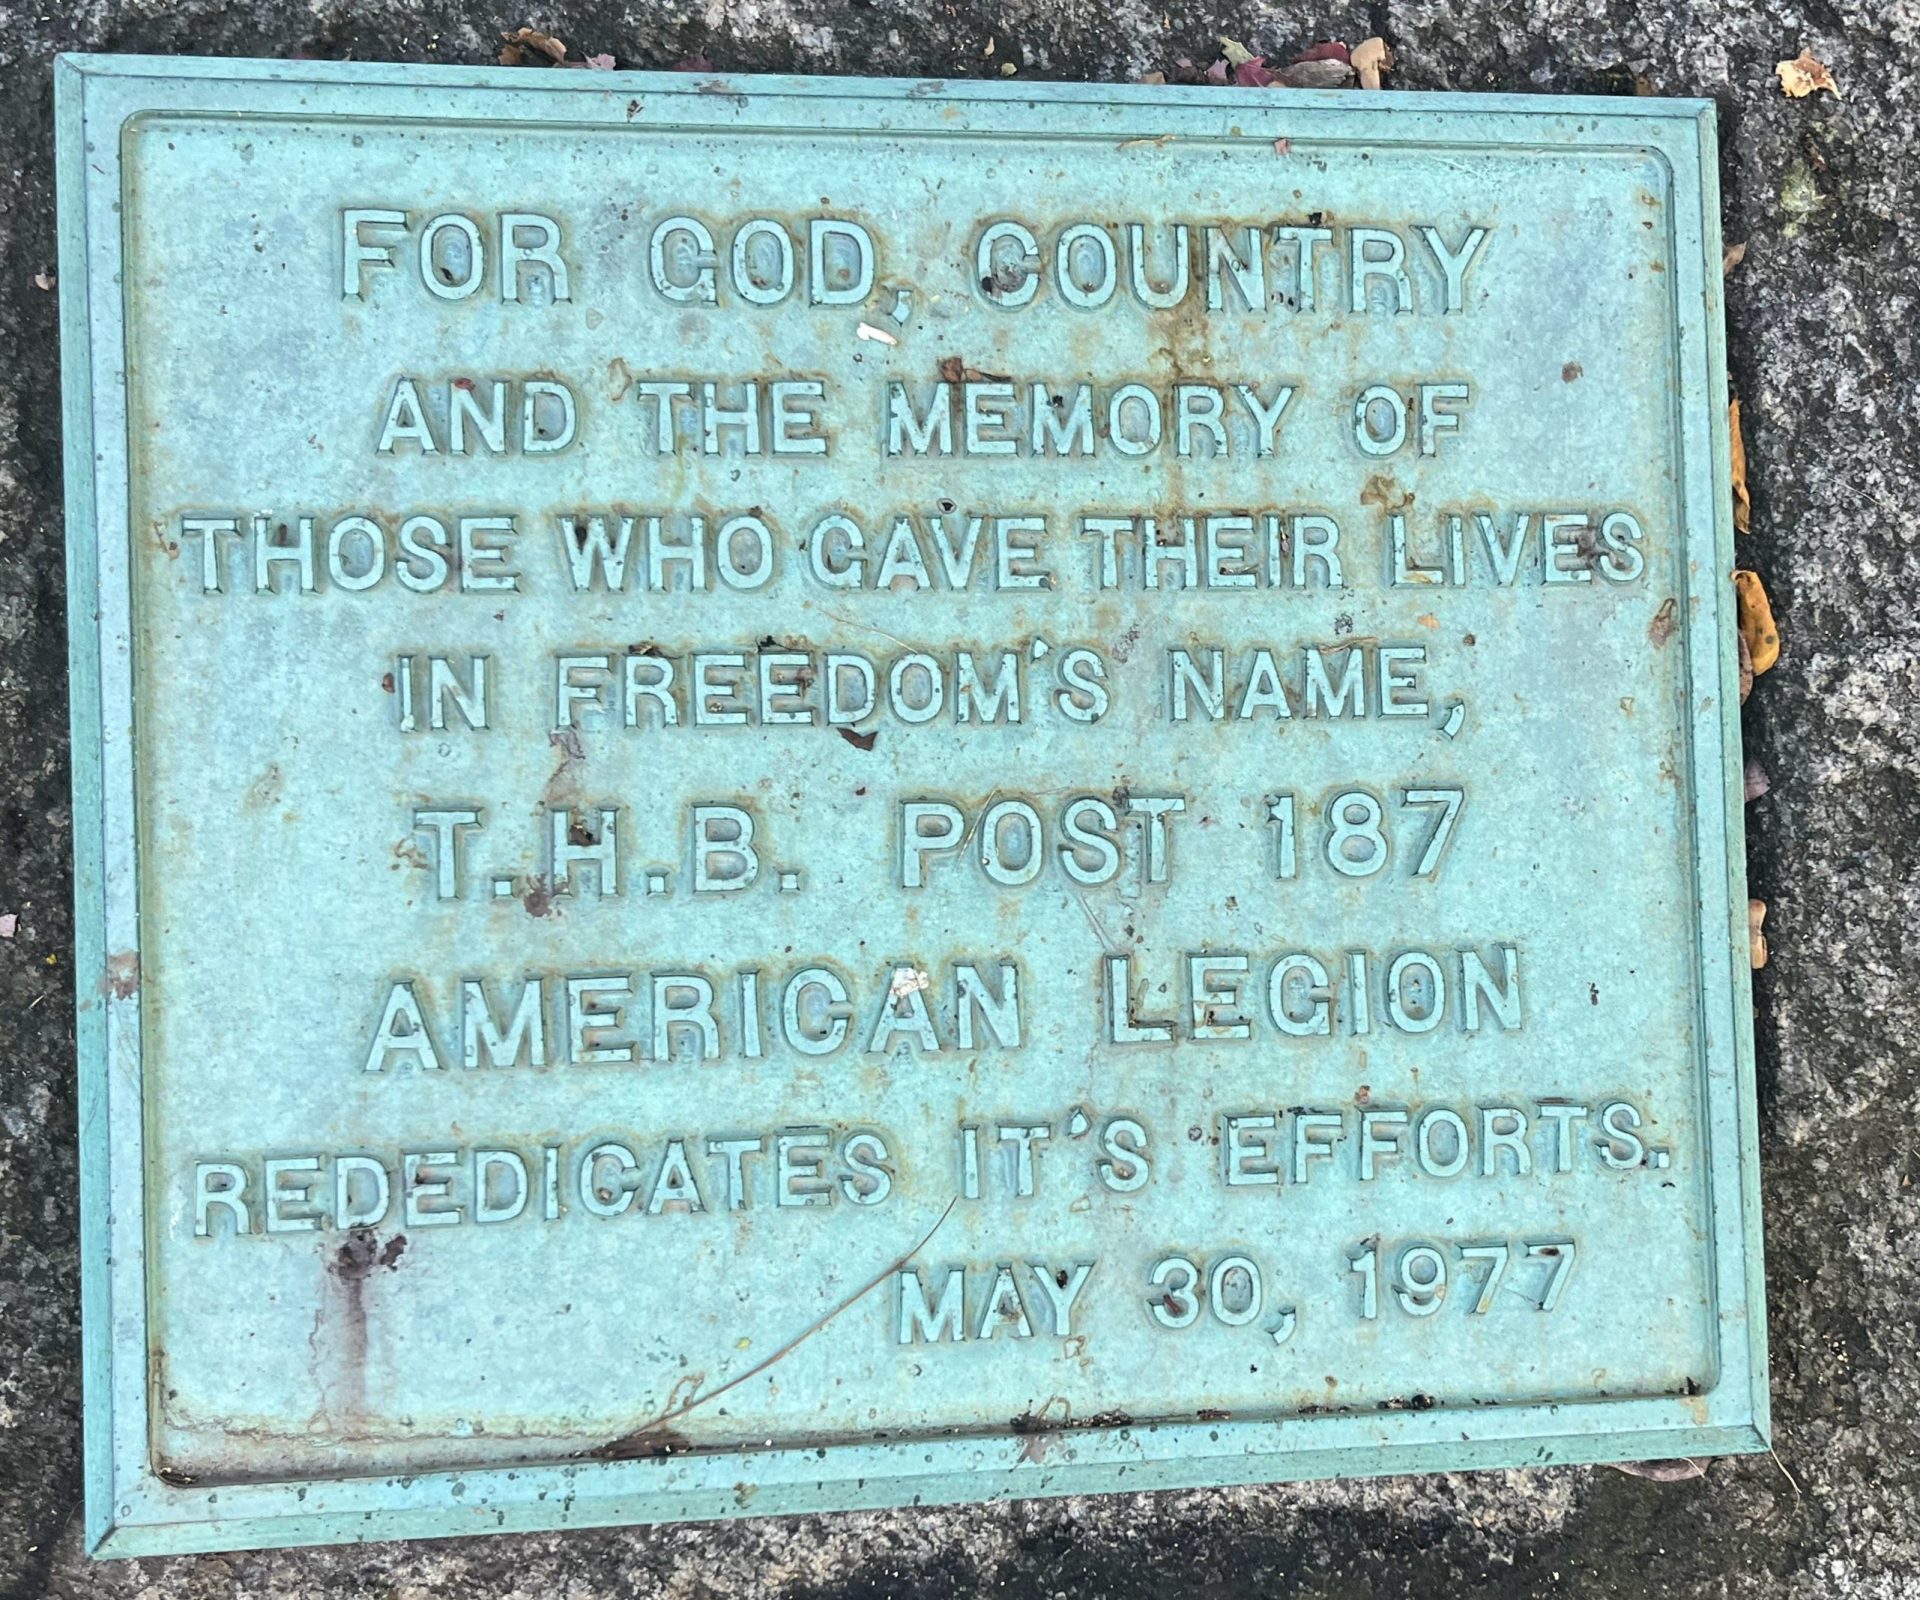 FOR GOD, COUNTRY
AND THE MEMORY OF
THOSE WHO GAVE THEIR LIVES
IN FREEDOM'S NAME,
T.H.B. POST 187
AMERICAN LEGION
REDEDICATES IT'S EFFORTS.
MAY 30, 1977